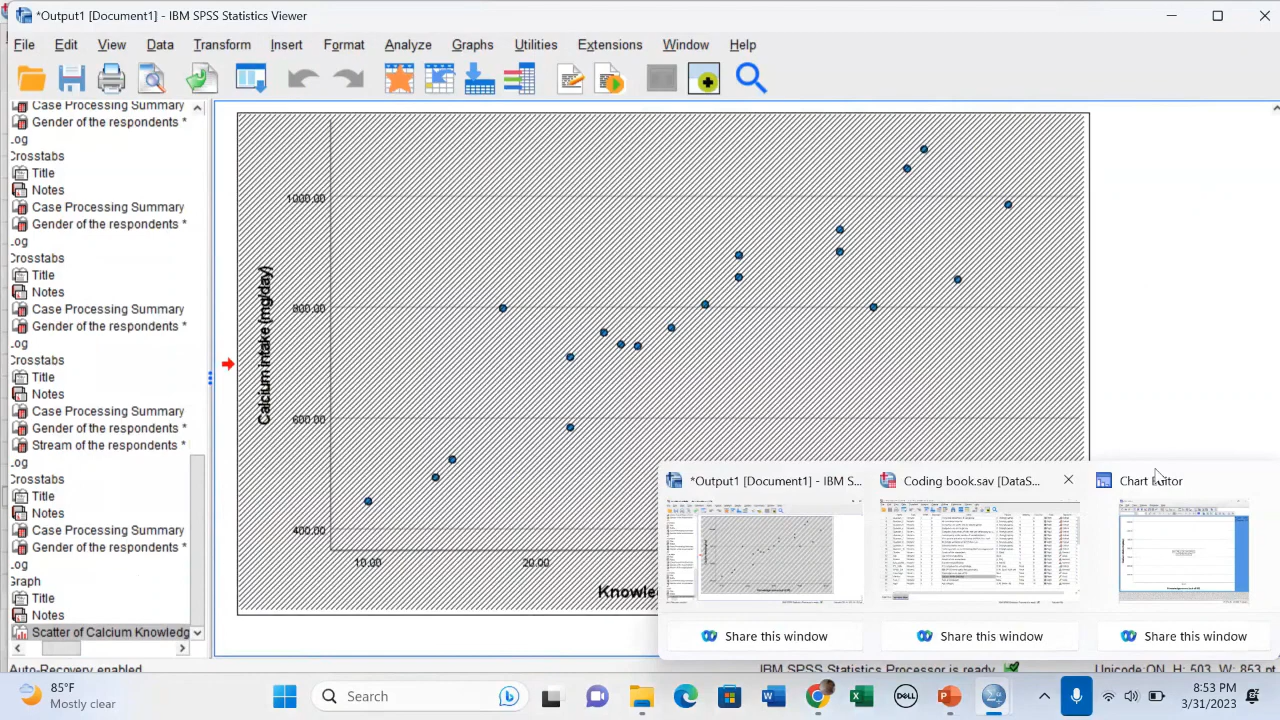 *Output1 [Document1] - IBM SPSS Statistics Viewer
File Edit View Data Transform Insert Format Analyze Graphs Utilities Extensions Window Help
Case Processing Summary
Gender of the respondents *
Log
Crosstabs
Title
Notes
Case Processing Summary
Gender of the respondents *
Log
Crosstabs
Title
Notes
Case Processing Summary
Gender of the respondents *
Log
Crosstabs
Title
Notes
Case Processing Summary
Gender of the respondents *
Stream of the respondents *
Log
Crosstabs
Title
Notes
Case Processing Summary
Gender of the respondents *
Log
Graph
Title
Notes
Scatter of Calcium Knowledg
Calcium intake (mg/day)
1000.00
800.00
600.00
400.00
10.00 20.00
Knowle
*Output1 [Document1] - IBM S...
Coding book.sav [DataS...
Chart Editor
Share this window
Share this window
Share this window
Auto-Recovery enabled
IBM SPSS Statistics Processor is ready
Unicode:ON, H: 503, W: 853 pt
85°F
Mostly clear
Search
DELL
8:53 PM
3/31/2023